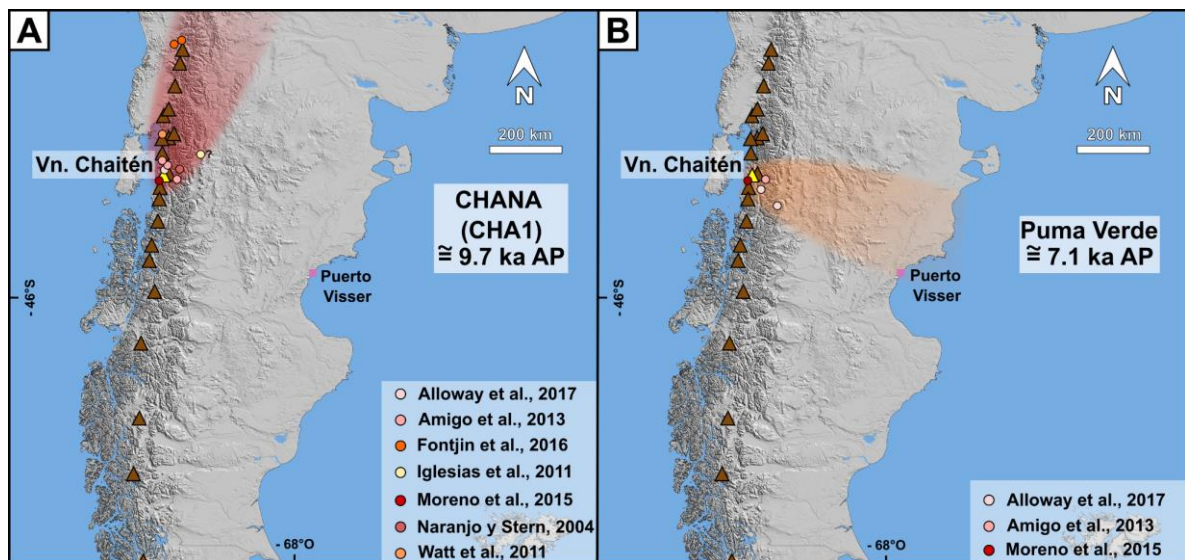 A
N
200 km
Vn. Chaitén
?
CHANA
(CHA1)
≅ 9.7 ka AP
Puerto
Visser
- 46°S
Alloway et al., 2017
Amigo et al., 2013
Fontjin et al., 2016
Iglesias et al., 2011
Moreno et al., 2015
Naranjo y Stern, 2004
Watt et al., 2011
- 68°O
B
N
200 km
Vn. Chaitén
Puma Verde
≅ 7.1 ka AP
Puerto
Visser
- 46°S
Alloway et al., 2017
Amigo et al., 2013
Moreno et al., 2015
- 68°O